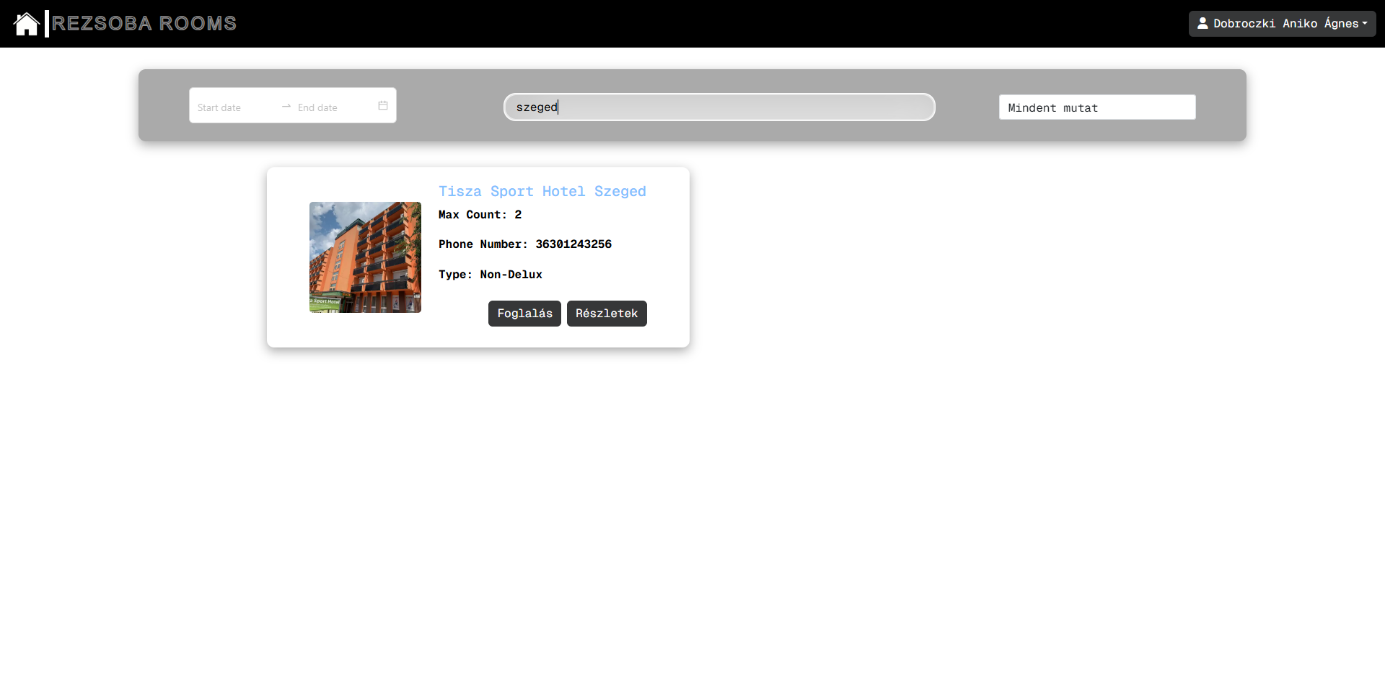 REZSOBA ROOMS
Dobroczki Aniko Ágnes
Start date
End date
szeged
Mindent mutat
Tisza Sport Hotel Szeged
Max Count: 2
Phone Number: 36301243256
Type: Non-Delux
Foglalás
Részletek